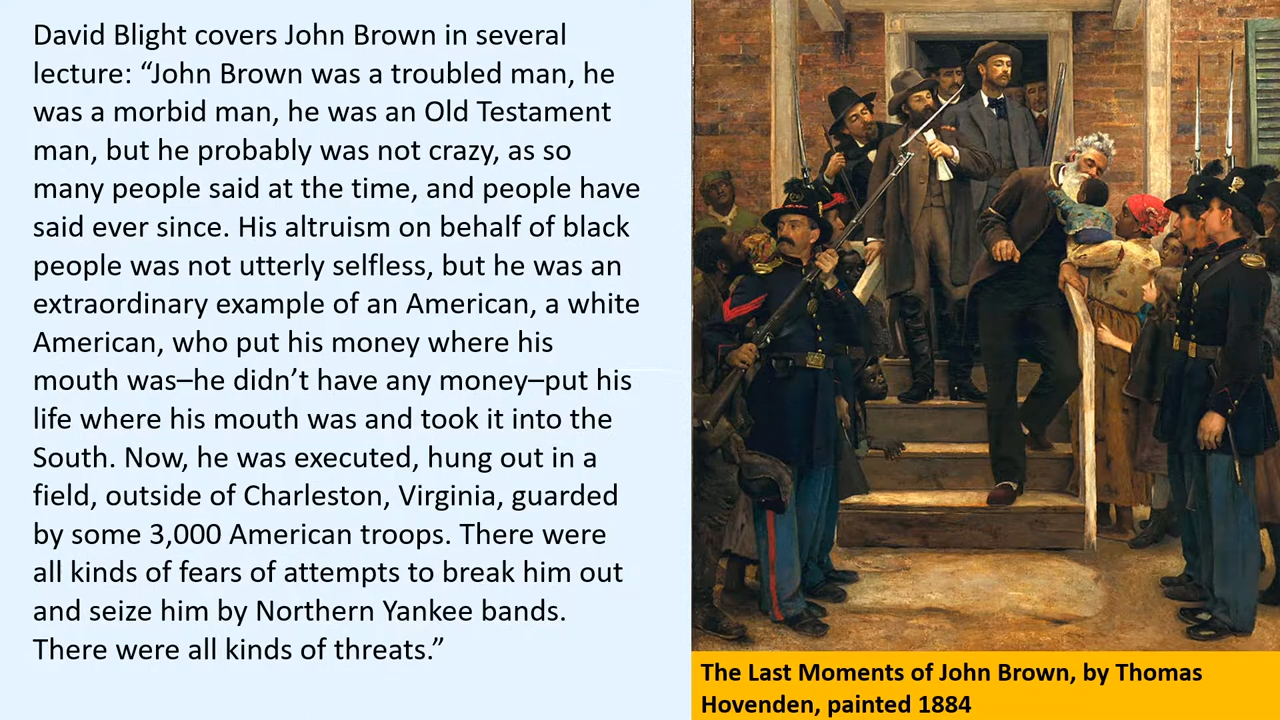 David Blight covers John Brown in several
lecture: “John Brown was a troubled man, he
was a morbid man, he was an Old Testament
man, but he probably was not crazy, as so
many people said at the time, and people have
said ever since. His altruism on behalf of black
people was not utterly selfless, but he was an
extraordinary example of an American, a white
American, who put his money where his
mouth was–he didn’t have any money–put his
life where his mouth was and took it into the
South. Now, he was executed, hung out in a
field, outside of Charleston, Virginia, guarded
by some 3,000 American troops. There were
all kinds of fears of attempts to break him out
and seize him by Northern Yankee bands.
There were all kinds of threats.”
The Last Moments of John Brown, by Thomas
Hovenden, painted 1884